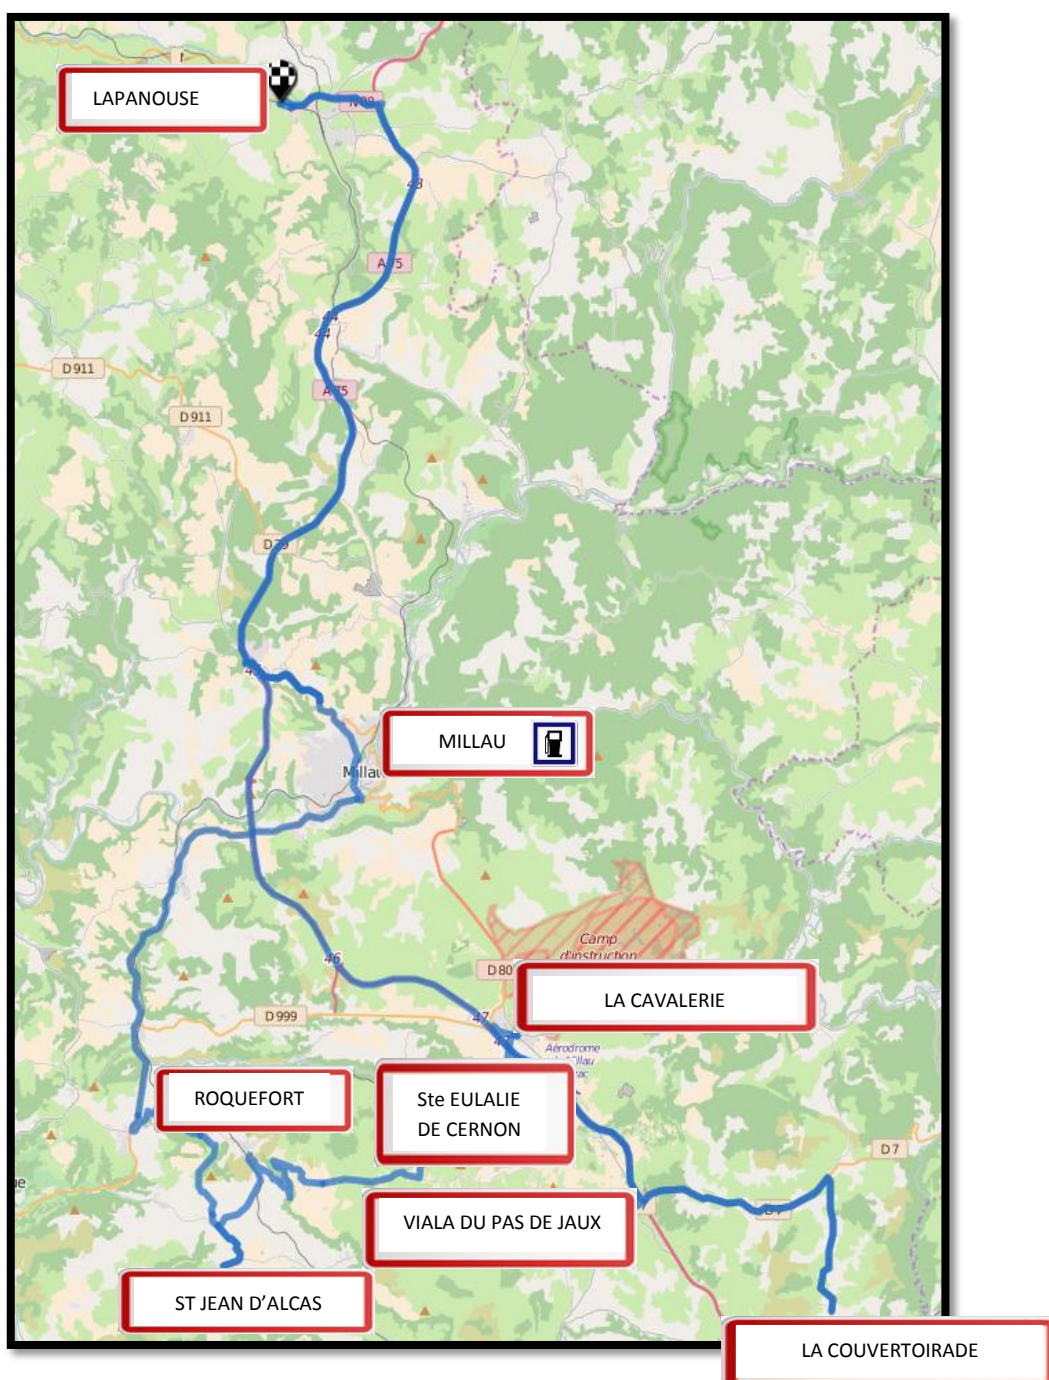 LAPANOUSE
43
A75
44
44
D911
A75
D911
D29
45
MILLAU
Millau
Camp
d'instruction
46
D80
LA CAVALERIE
D999
47
47
Aérodrome
ROQUEFORT
Ste EULALIE
DE CERNON
D7
VIALA DU PAS DE JAUX
D7
ST JEAN D'ALCAS
LA COUVERTOIRADE